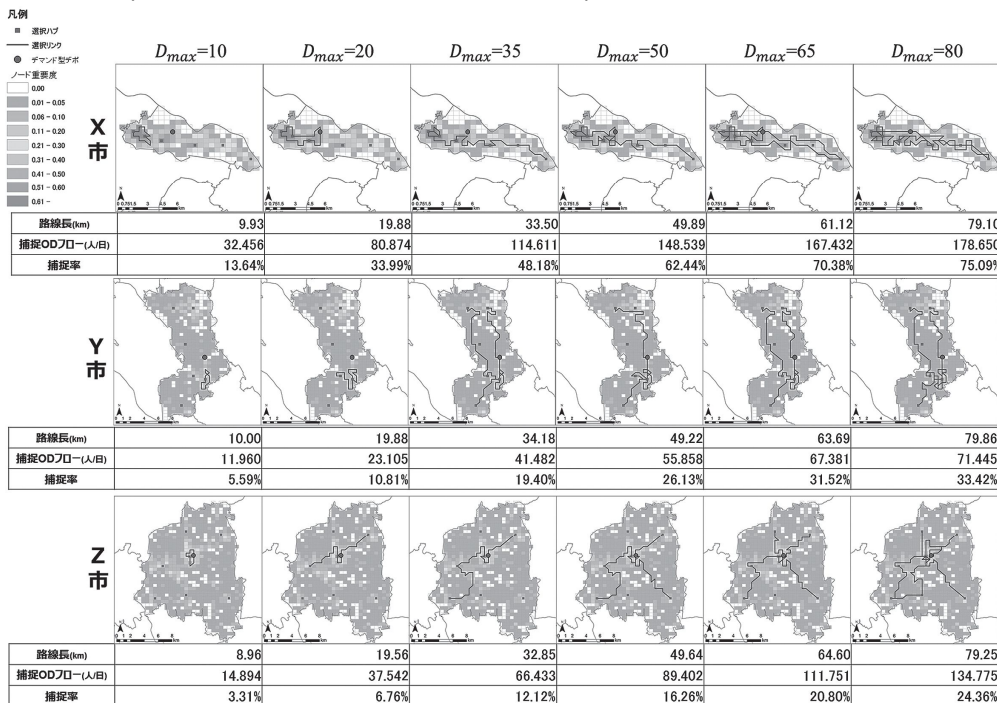 凡例
選択ハブ
選択リンク
デマンド型デポ
ノード重要度
0.00
0.01 - 0.05
0.06 - 0.10
0.11 - 0.20
0.21 - 0.30
0.31 - 0.40
0.41 - 0.50
0.51 - 0.60
0.61 -
Dmax=10 Dmax=20 Dmax=35 Dmax=50 Dmax=65 Dmax=80
X市
路線長(km) 9.93 19.88 33.50 49.89 61.12 79.10
捕捉ODフロー(人/日) 32.456 80.874 114.611 148.539 167.432 178.650
捕捉率 13.64% 33.99% 48.18% 62.44% 70.38% 75.09%
Y市
路線長(km) 10.00 19.88 34.18 49.22 63.69 79.86
捕捉ODフロー(人/日) 11.960 23.105 41.482 55.858 67.381 71.445
捕捉率 5.59% 10.81% 19.40% 26.13% 31.52% 33.42%
Z市
路線長(km) 8.96 19.56 32.85 49.64 64.60 79.25
捕捉ODフロー(人/日) 14.894 37.542 66.433 89.402 111.751 134.775
捕捉率 3.31% 6.76% 12.12% 16.26% 20.80% 24.36%